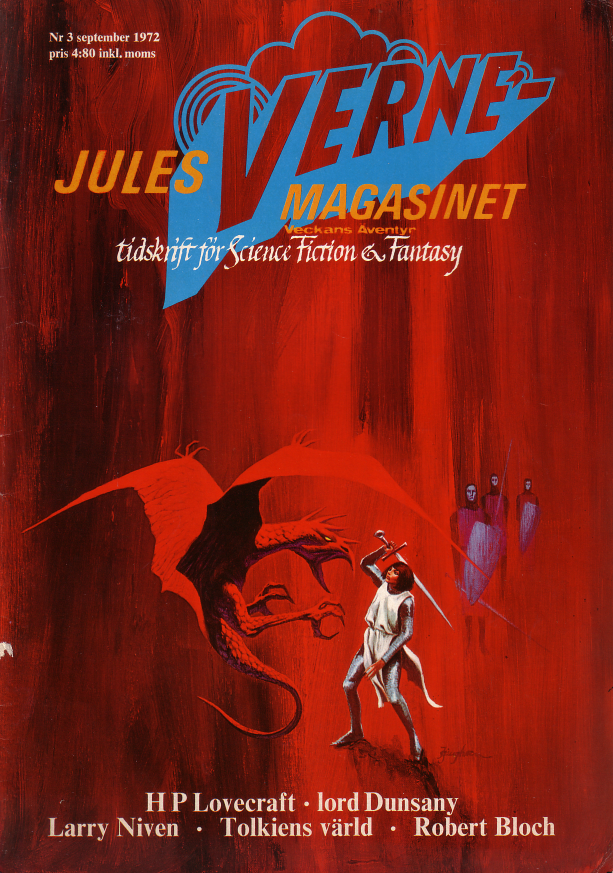 Nr 3 september 1972
pris 4:80 inkl. moms
JULES VERNE-
MAGASINET
Veckans Äventyr
tidskrift för Science Fiction & Fantasy
H P Lovecraft · lord Dunsany
Larry Niven · Tolkiens värld · Robert Bloch